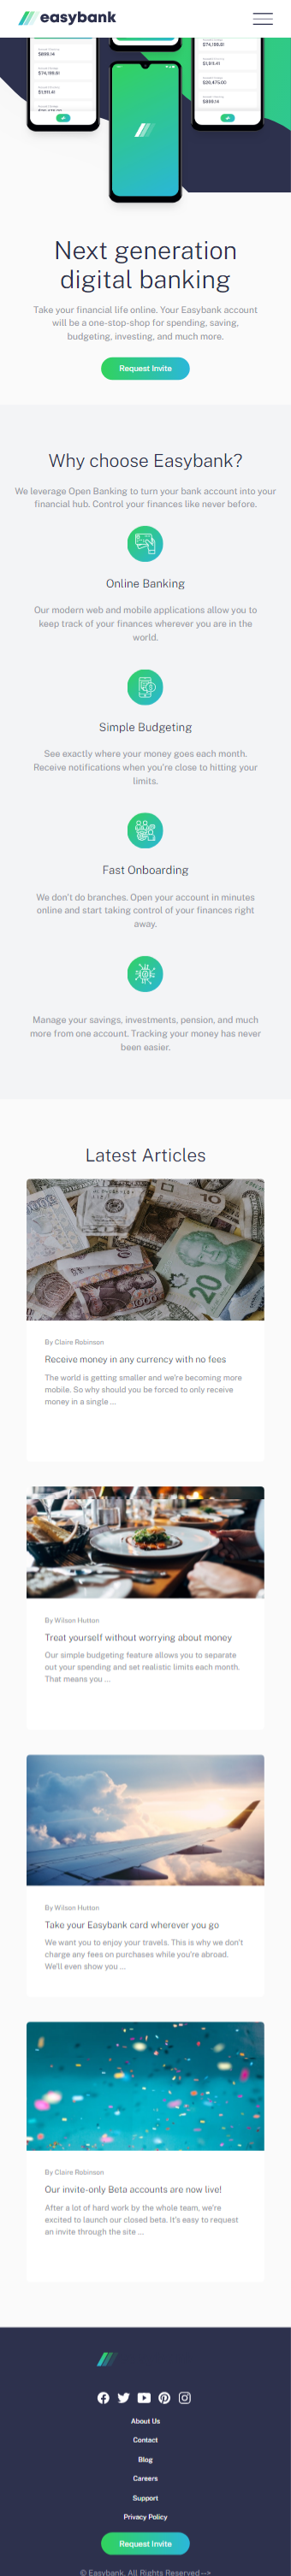 easybank
Next generation
digital banking
Take your financial life online. Your Easybank account
will be a one-stop-shop for spending, saving,
budgeting, investing, and much more.
Request Invite
Why choose Easybank?
We leverage Open Banking to turn your bank account into your
financial hub. Control your finances like never before.
Online Banking
Our modern web and mobile applications allow you to
keep track of your finances wherever you are in the
world.
Simple Budgeting
See exactly where your money goes each month.
Receive notifications when you're close to hitting your
limits.
Fast Onboarding
We don't do branches. Open your account in minutes
online and start taking control of your finances right
away.
Manage your savings, investments, pension, and much
more from one account. Tracking your money has never
been easier.
Latest Articles
10
20
By Claire Robinson
Receive money in any currency with no fees
The world is getting smaller and we're becoming more
mobile. So why should you be forced to only receive
money in a single ...
By Wilson Hutton
Treat yourself without worrying about money
Our simple budgeting feature allows you to separate
out your spending and set realistic limits each month.
That means you ...
By Wilson Hutton
Take your Easybank card wherever you go
We want you to enjoy your travels. This is why we don't
charge any fees on purchases while you're abroad.
We'll even show you ...
By Claire Robinson
Our invite-only Beta accounts are now live!
After a lot of hard work by the whole team, we're
excited to launch our closed beta. It's easy to request
an invite through the site ...
About Us
Contact
Blog
Careers
Support
Privacy Policy
Request Invite
© Easybank. All Rights Reserved -->